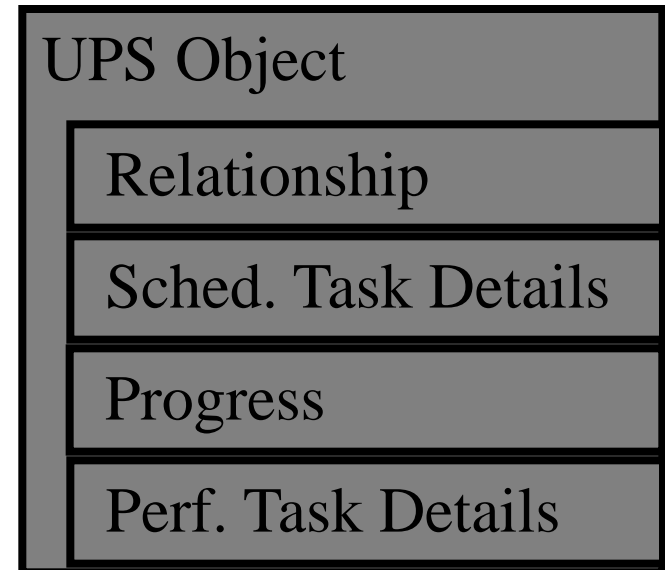 UPS Object
Relationship
Sched. Task Details
Progress
Perf. Task Details